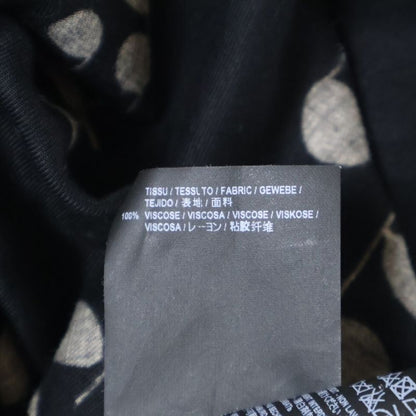 TISSU / TESSUTO / FABRIC / GEWEBE /
TEJIDO / 表地 / 面料
100% VISCOSE / VISCOSA / VISCOSE / VISKOSE /
VISCOSA / レーヨン / 粘胶纤维